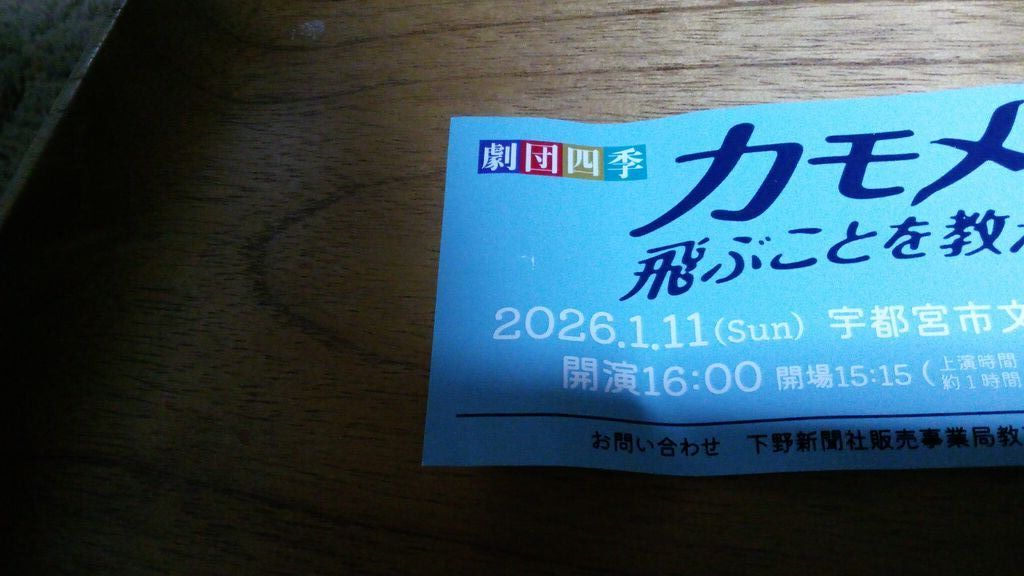 劇団四季
カモメ
飛ぶことを教
2026.1.11(Sun) 宇都宮市文
開演16:00 開場15:15(上演時間
約1時間
お問い合わせ 下野新聞社販売事業局教